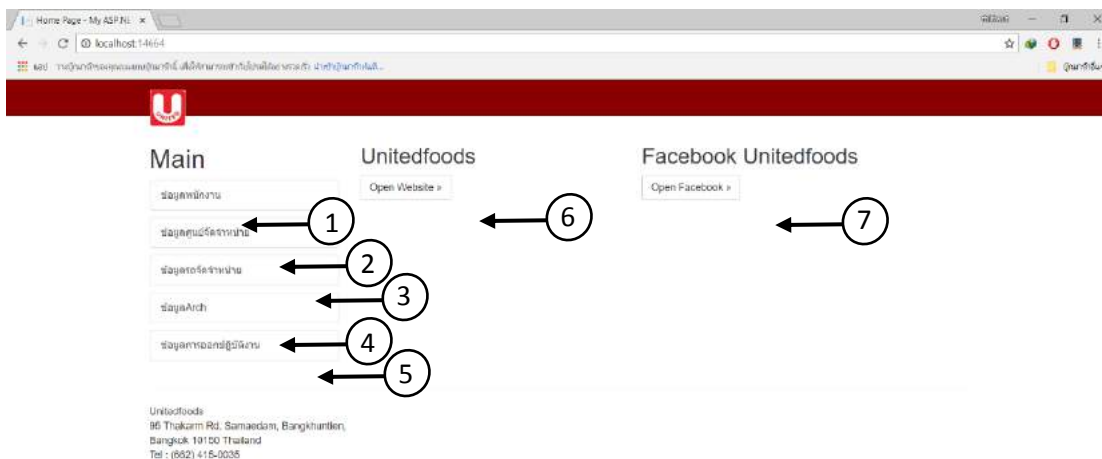 Home Page - My ASP.NE
localhost:14664
UNITED
Main
ข้อมูลพนักงาน
ข้อมูลศูนย์จัดจำหน่าย
ข้อมูลรถจัดจำหน่าย
ข้อมูลArch
ข้อมูลการออกปฏิบัติงาน
1
2
3
4
5
Unitedfoods
Open Website »
6
Facebook Unitedfoods
Open Facebook »
7
Unitedfoods
95 Thakarm Rd. Samaedam, Bangkhuntien,
Bangkok 10150 Thailand
Tel : (662) 415-0035